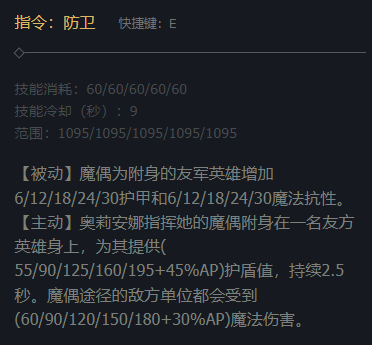 指令：防卫 快捷键：E
技能消耗：60/60/60/60/60
技能冷却（秒）：9
范围：1095/1095/1095/1095/1095
【被动】魔偶为附身的友军英雄增加
6/12/18/24/30护甲和6/12/18/24/30魔法抗性。
【主动】奥莉安娜指挥她的魔偶附身在一名友方
英雄身上，为其提供(
55/90/125/160/195+45%AP)护盾值，持续2.5
秒。魔偶途径的敌方单位都会受到
(60/90/120/150/180+30%AP)魔法伤害。